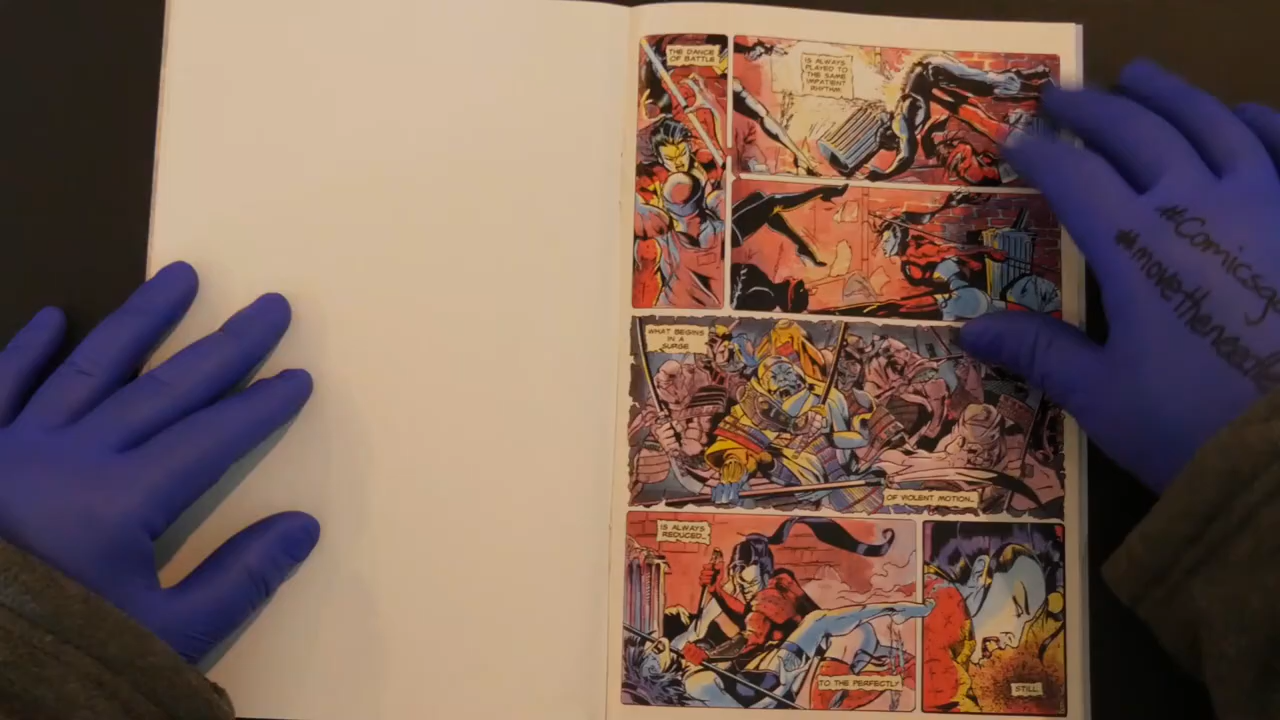 THE DANCE
OF BATTLE
IS ALWAYS
PLAYED TO
THE SAME
IMPATIENT
RHYTHM.
WHAT BEGINS
IN A
SURGE
OF VIOLENT MOTION...
IS ALWAYS
REDUCED...
TO THE PERFECTLY
STILL.
#Comicsga
#movetheneedle